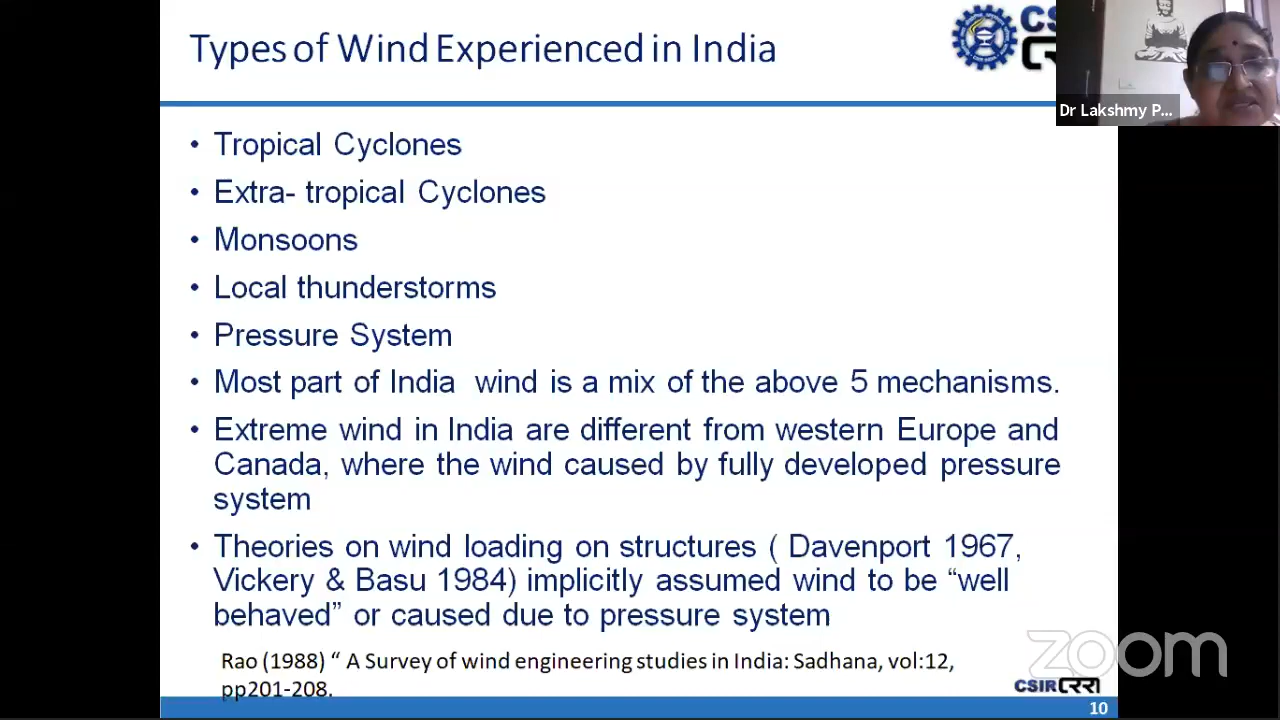 Types of Wind Experienced in India
CS
Dr Lakshmy P...
• Tropical Cyclones
• Extra- tropical Cyclones
• Monsoons
• Local thunderstorms
• Pressure System
• Most part of India wind is a mix of the above 5 mechanisms.
• Extreme wind in India are different from western Europe and
Canada, where the wind caused by fully developed pressure
system
• Theories on wind loading on structures ( Davenport 1967,
Vickery & Basu 1984) implicitly assumed wind to be “well
behaved” or caused due to pressure system
Rao (1988) “ A Survey of wind engineering studies in India: Sadhana, vol:12,
pp201-208.
zoom
CSIR CRRI
10